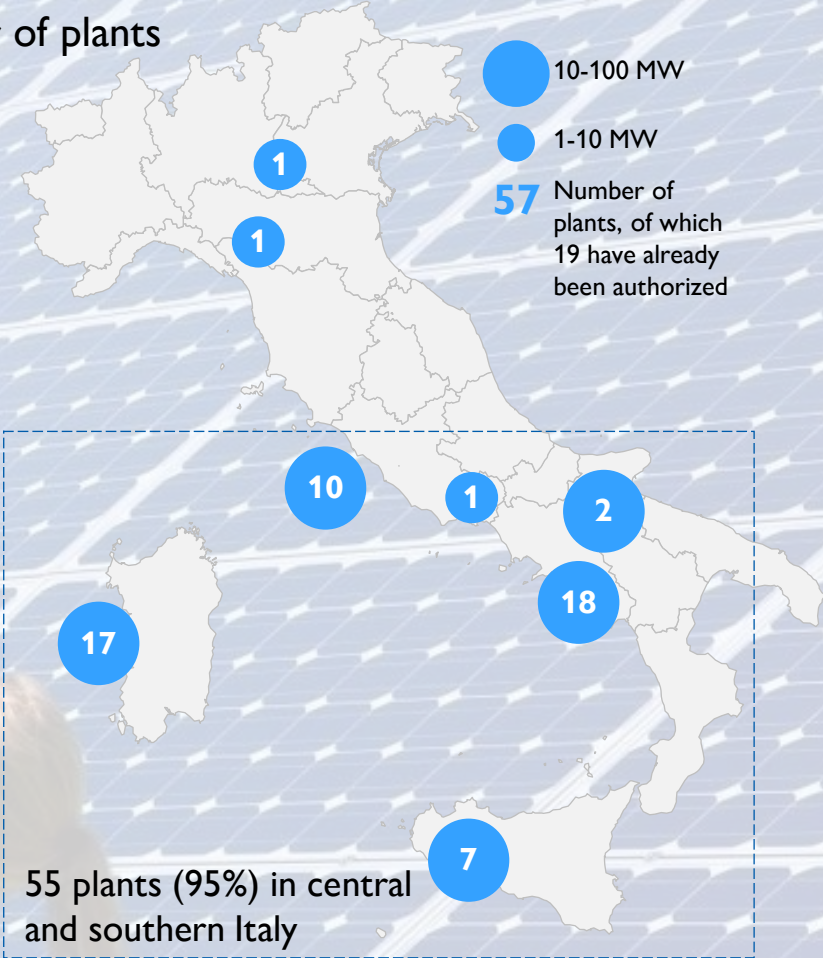 of plants
10-100 MW
1-10 MW
57
Number of
plants, of which
19 have already
been authorized
1
1
10
1
2
18
17
7
55 plants (95%) in central
and southern Italy